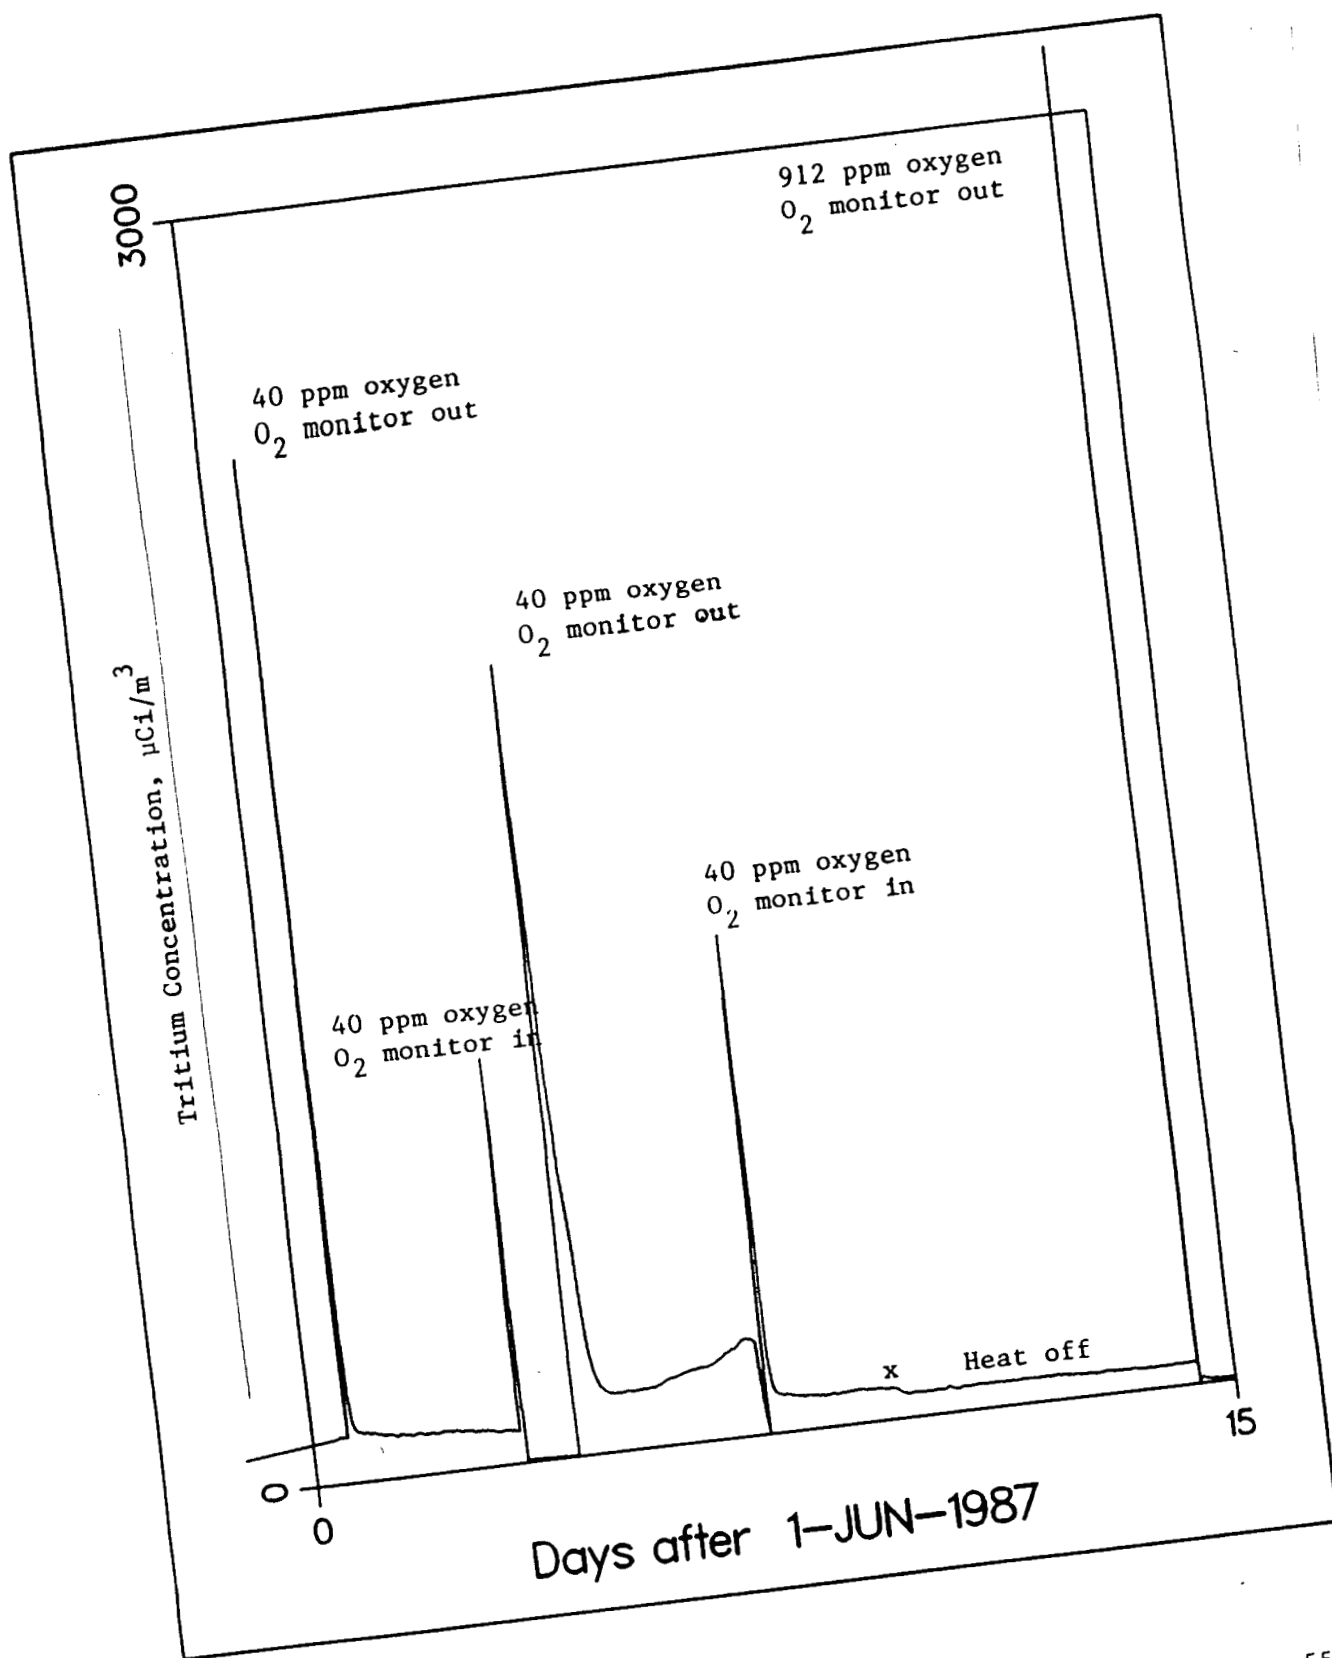 3000
912 ppm oxygen
O2 monitor out
40 ppm oxygen
O2 monitor out
40 ppm oxygen
O2 monitor out
Tritium Concentration, µCi/m3
40 ppm oxygen
O2 monitor in
40 ppm oxygen
O2 monitor in
x Heat off
0
0
15
Days after 1-JUN-1987